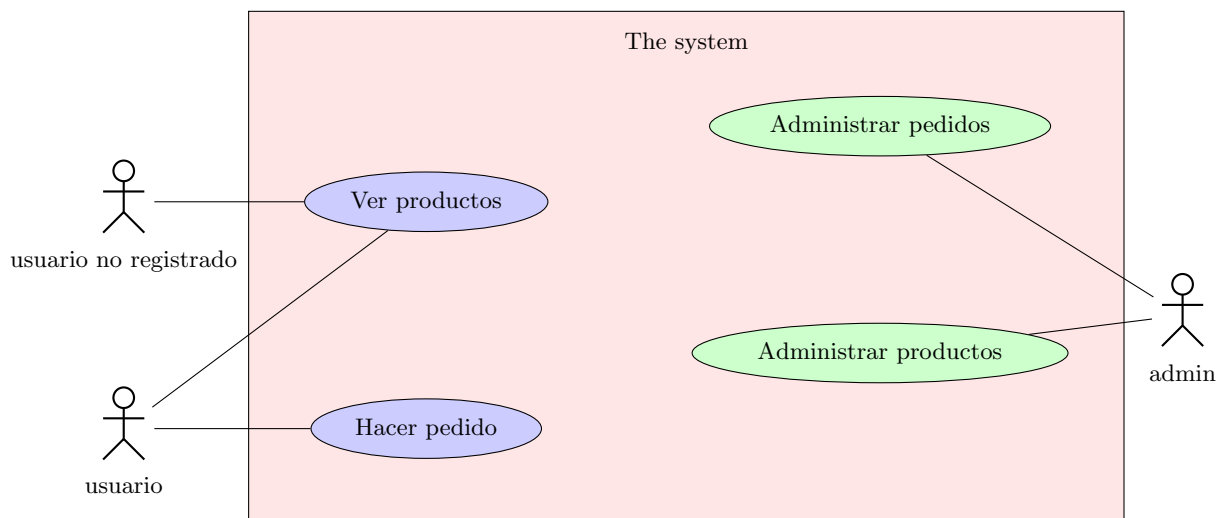 The system
Administrar pedidos
Ver productos
usuario no registrado
Administrar productos
admin
Hacer pedido
usuario